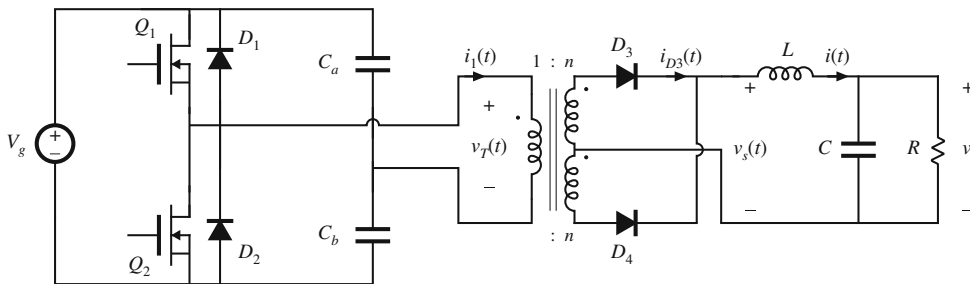 Q1
D1
Ca
i1(t)
1 : n
D3
iD3(t)
L
i(t)
Vg
+
−
+
vT(t)
−
+
vs(t)
−
C
R
+
v
−
Q2
D2
Cb
: n
D4